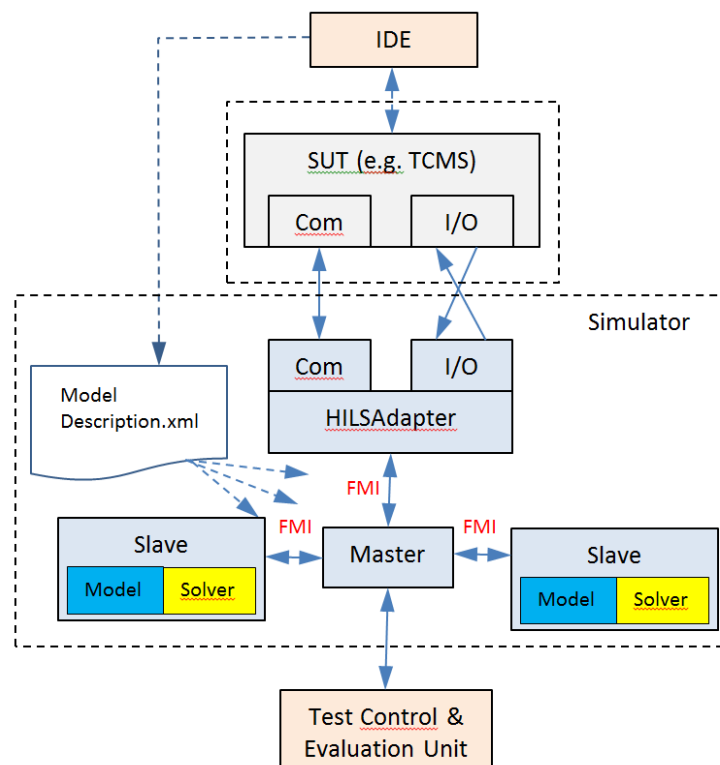 IDE
SUT (e.g. TCMS)
Com
I/O
Simulator
Com
I/O
Model
Description.xml
HILSAdapter
FMI
FMI
FMI
Slave
Master
Slave
Model
Solver
Model
Solver
Test Control &
Evaluation Unit